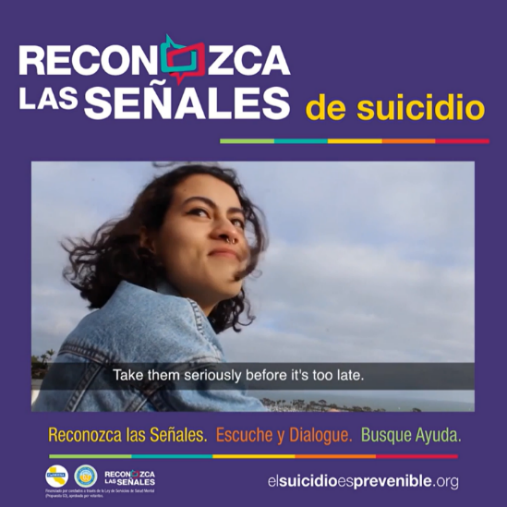 RECONOZCA
LAS SEÑALES de suicidio
Take them seriously before it's too late.
Reconozca las Señales. Escuche y Dialogue. Busque Ayuda.
RECONOZCA
LAS SEÑALES
elsuicidioesprevenible.org